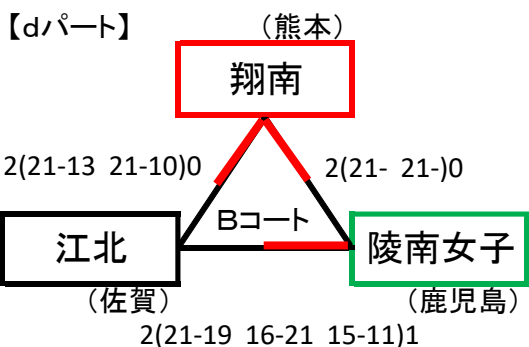 【dパート】
(熊本)
翔南
2(21-13 21-10)0
2(21- 21-)0
Bコート
江北
陵南女子
(佐賀)
(鹿児島)
2(21-19 16-21 15-11)1